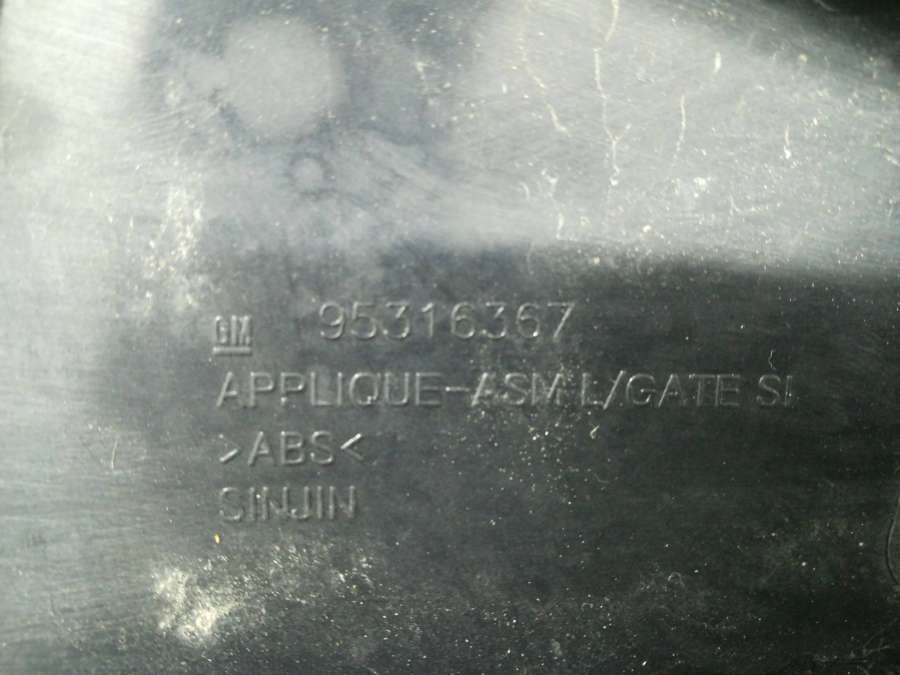 GM 95316367
APPLIQUE-ASM L/GATE SI
>ABS<
SINJIN